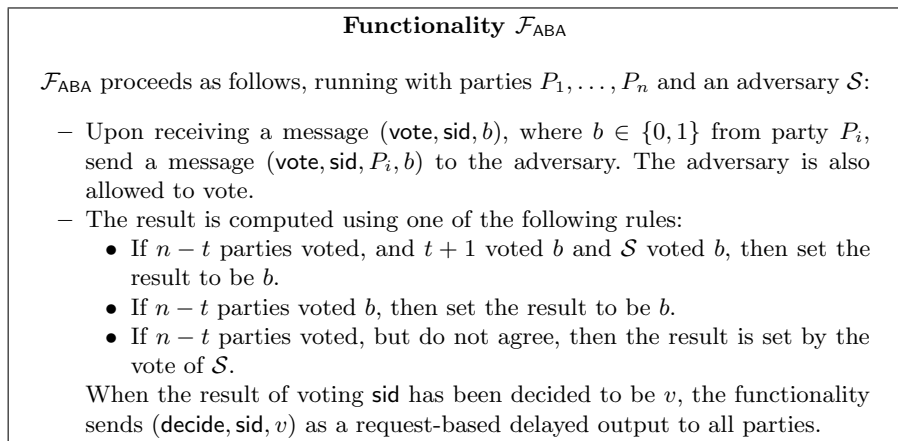 Functionality F_ABA
F_ABA proceeds as follows, running with parties P_1, . . . , P_n and an adversary S:
– Upon receiving a message (vote, sid, b), where b ∈ {0, 1} from party P_i,
send a message (vote, sid, P_i, b) to the adversary. The adversary is also
allowed to vote.
– The result is computed using one of the following rules:
• If n − t parties voted, and t + 1 voted b and S voted b, then set the
result to be b.
• If n − t parties voted b, then set the result to be b.
• If n − t parties voted, but do not agree, then the result is set by the
vote of S.
When the result of voting sid has been decided to be v, the functionality
sends (decide, sid, v) as a request-based delayed output to all parties.